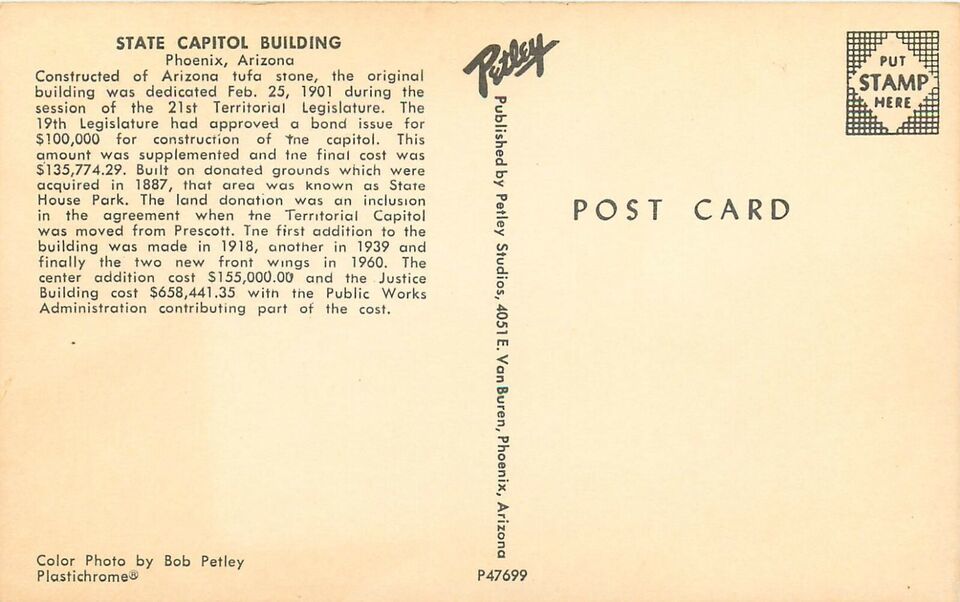 STATE CAPITOL BUILDING
Phoenix, Arizona
Constructed of Arizona tufa stone, the original
building was dedicated Feb. 25, 1901 during the
session of the 21st Territorial Legislature. The
19th Legislature had approved a bond issue for
$100,000 for construction of the capitol. This
amount was supplemented and the final cost was
$135,774.29. Built on donated grounds which were
acquired in 1887, that area was known as State
House Park. The land donation was an inclusion
in the agreement when the Territorial Capitol
was moved from Prescott. The first addition to the
building was made in 1918, another in 1939 and
finally the two new front wings in 1960. The
center addition cost $155,000.00 and the Justice
Building cost $658,441.35 with the Public Works
Administration contributing part of the cost.
Color Photo by Bob Petley
Plastichrome®
Petley
Published by Petley Studios, 4051 E. Van Buren, Phoenix, Arizona
P47699
POST CARD
PUT
STAMP
HERE